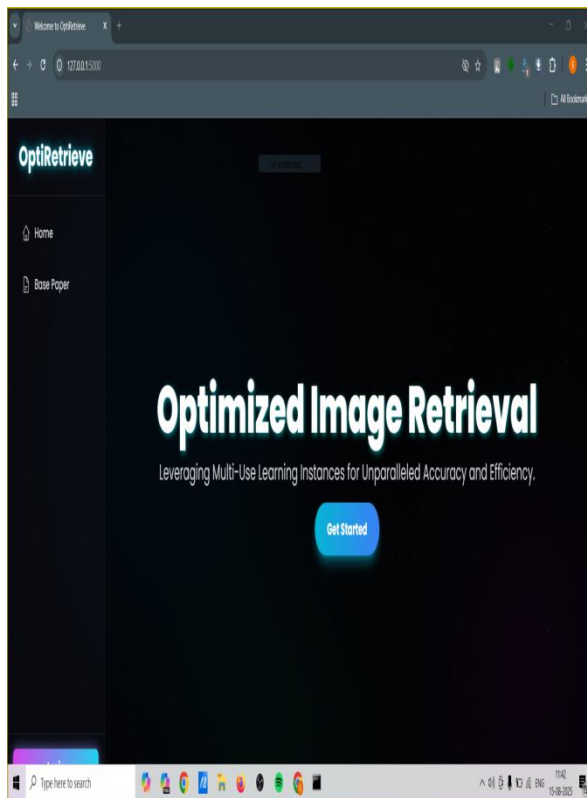 Welcome to OptiRetrieve
127.0.0.1:5000
All Bookmarks
OptiRetrieve
Home
Base Paper
Optimized Image Retrieval
Leveraging Multi-Use Learning Instances for Unparalleled Accuracy and Efficiency.
Get Started
Type here to search
ENG
11:42
15-08-2025